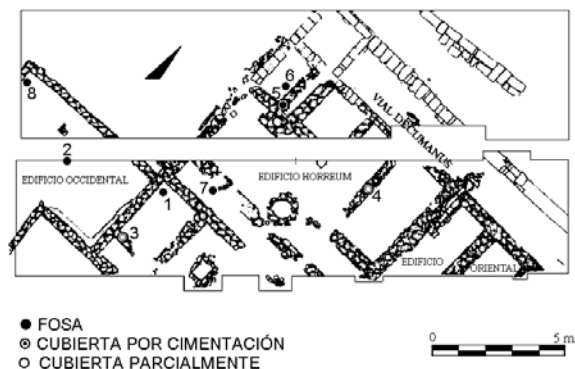 6
5
8
VIAL DECUMANUS
2
EDIFICIO OCCIDENTAL
EDIFICIO HORREUM
1
7
4
3
EDIFICIO
ORIENTAL
FOSA
CUBIERTA POR CIMENTACIÓN
CUBIERTA PARCIALMENTE
0 5 m